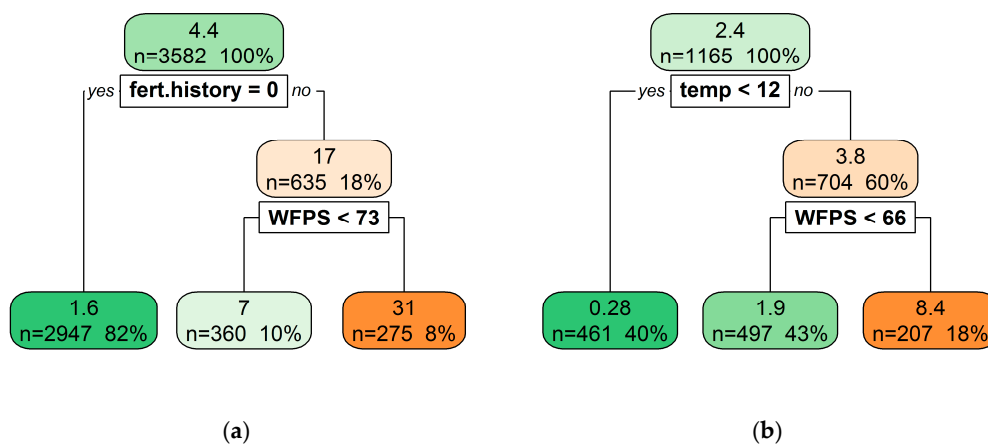 4.4
n=3582 100%
yes fert.history = 0 no
17
n=635 18%
WFPS < 73
1.6
n=2947 82%
7
n=360 10%
31
n=275 8%
(a)
2.4
n=1165 100%
yes temp < 12 no
3.8
n=704 60%
WFPS < 66
0.28
n=461 40%
1.9
n=497 43%
8.4
n=207 18%
(b)